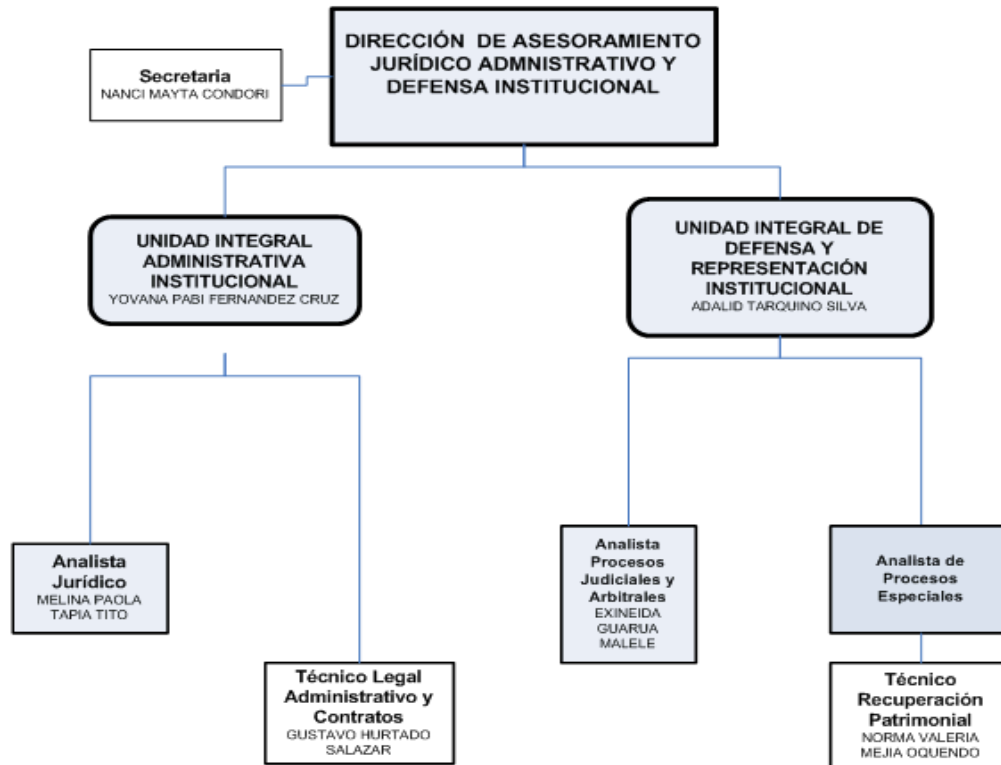 DIRECCIÓN DE ASESORAMIENTO
JURÍDICO ADMNISTRATIVO Y
DEFENSA INSTITUCIONAL
Secretaria
NANCI MAYTA CONDORI
UNIDAD INTEGRAL
ADMINISTRATIVA
INSTITUCIONAL
YOVANA PABI FERNANDEZ CRUZ
UNIDAD INTEGRAL DE
DEFENSA Y
REPRESENTACIÓN
INSTITUCIONAL
ADALID TARQUINO SILVA
Analista
Jurídico
MELINA PAOLA
TAPIA TITO
Técnico Legal
Administrativo y
Contratos
GUSTAVO HURTADO
SALAZAR
Analista
Procesos
Judiciales y
Arbitrales
EXINEIDA
GUARUA
MALELE
Analista de
Procesos
Especiales
Técnico
Recuperación
Patrimonial
NORMA VALERIA
MEJIA OQUENDO